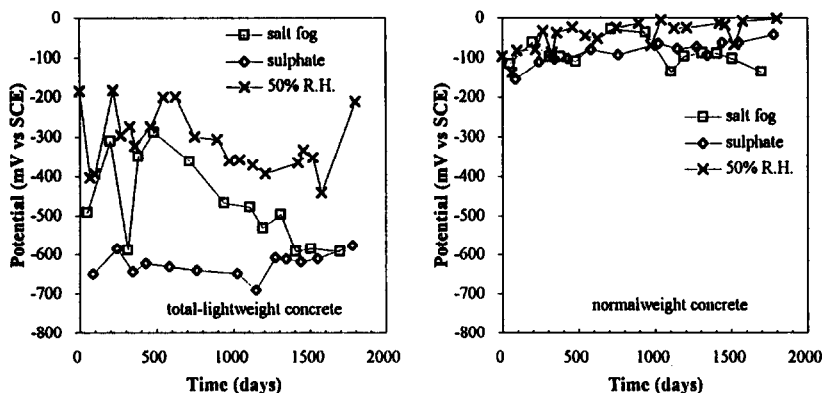 0
-100
-200
-300
-400
-500
-600
-700
-800
Potential (mV vs SCE)
salt fog
sulphate
50% R.H.
total-lightweight concrete
0 500 1000 1500 2000
Time (days)
0
-100
-200
-300
-400
-500
-600
-700
-800
Potential (mV vs SCE)
salt fog
sulphate
50% R.H.
normalweight concrete
0 500 1000 1500 2000
Time (days)